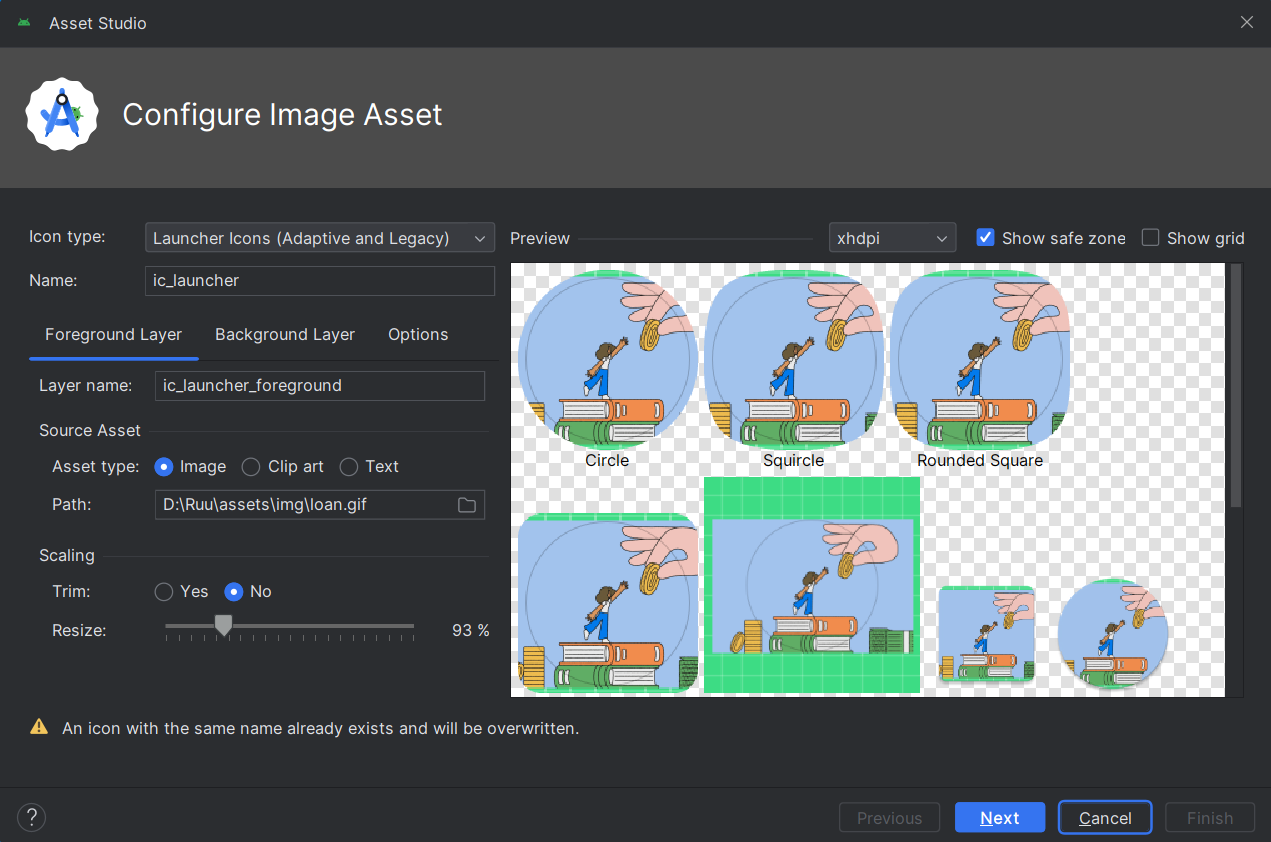 Asset Studio
Configure Image Asset
Icon type: Launcher Icons (Adaptive and Legacy)
Name: ic_launcher
Foreground Layer Background Layer Options
Layer name: ic_launcher_foreground
Source Asset
Asset type: Image Clip art Text
Path: D:\Ruu\assets\img\loan.gif
Scaling
Trim: Yes No
Resize: 93 %
Preview xhdpi Show safe zone Show grid
Circle Squircle Rounded Square
An icon with the same name already exists and will be overwritten.
? Previous Next Cancel Finish